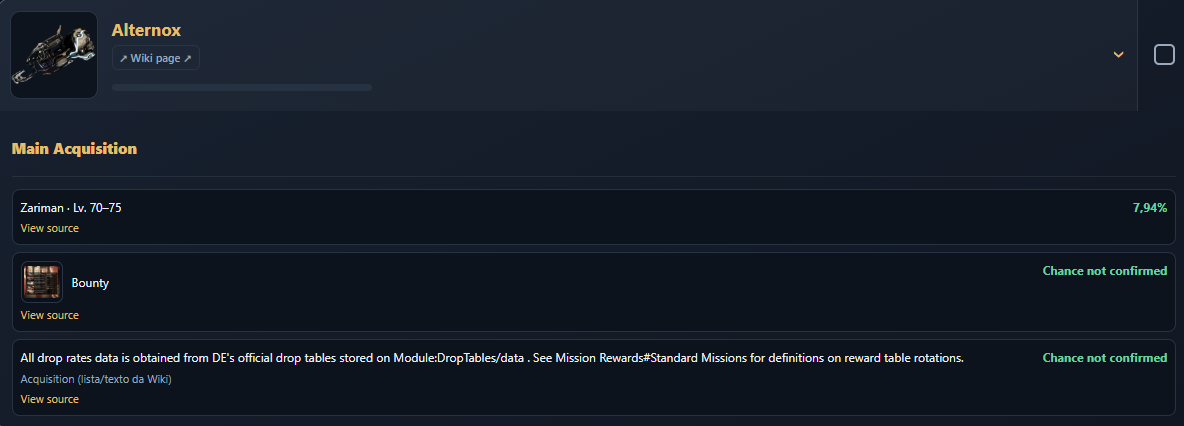 Alternox
↗ Wiki page ↗
Main Acquisition
Zariman · Lv. 70–75
7,94%
View source
Bounty
Chance not confirmed
View source
All drop rates data is obtained from DE's official drop tables stored on Module:DropTables/data . See Mission Rewards#Standard Missions for definitions on reward table rotations.
Chance not confirmed
Acquisition (lista/texto da Wiki)
View source